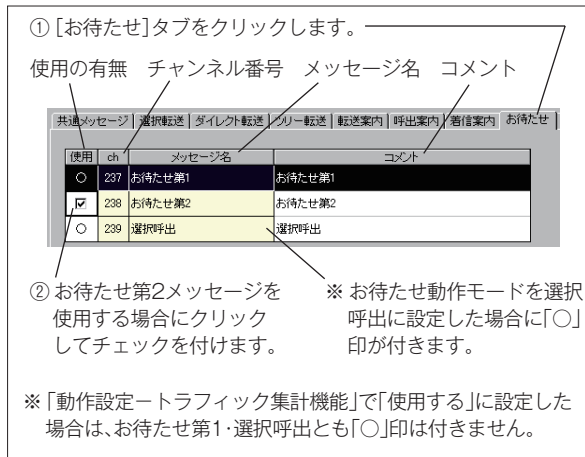 ① [お待たせ]タブをクリックします。
使用の有無 チャンネル番号 メッセージ名 コメント
共通メッセージ 選択転送 ダイレクト転送 ツリー転送 転送案内 呼出案内 着信案内 お待たせ
使用 ch メッセージ名 コメント
○ 237 お待たせ第1 お待たせ第1
☑ 238 お待たせ第2 お待たせ第2
○ 239 選択呼出 選択呼出
② お待たせ第2メッセージを
使用する場合にクリック
してチェックを付けます。
※ お待たせ動作モードを選択
呼出に設定した場合に「○」
印が付きます。
※「動作設定-トラフィック集計機能」で「使用する」に設定した
場合は、お待たせ第1・選択呼出とも「○」印は付きません。